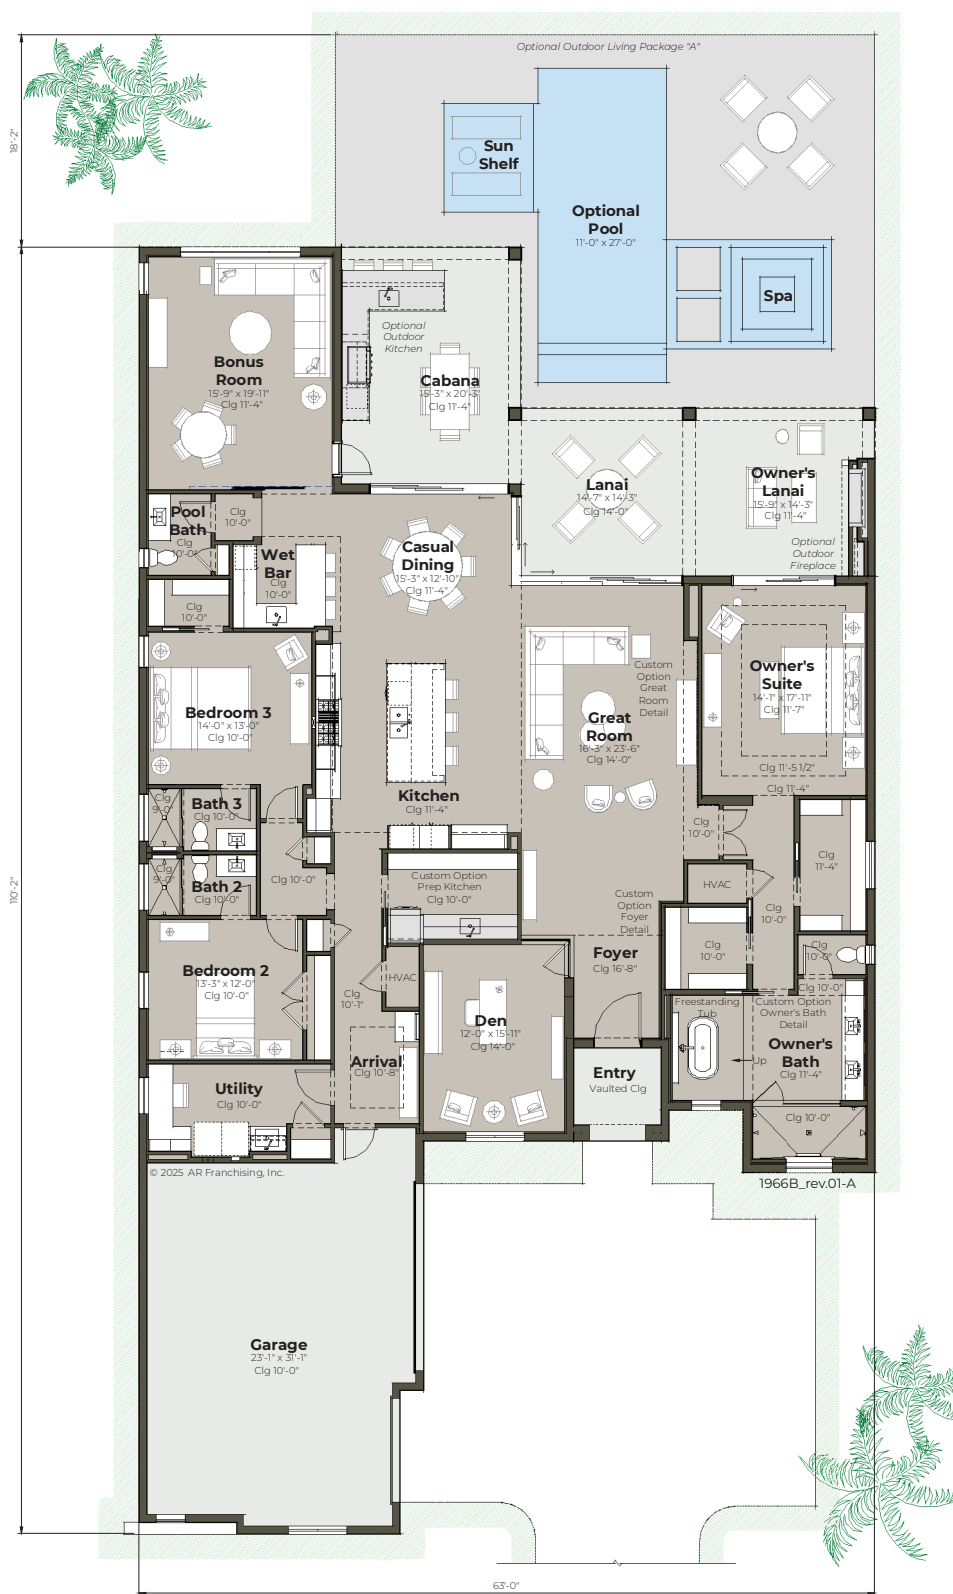 Optional Outdoor Living Package "A"
18'-2"
Sun
Shelf
Optional
Pool
11'-0" x 27'-0"
Spa
Optional
Outdoor
Kitchen
Bonus
Room
15'-9" x 19'-11"
Clg 11'-4"
Cabana
15'-3" x 20'-3"
Clg 11'-4"
Lanai
14'-7" x 14'-3"
Clg 14'-0"
Owner's
Lanai
15'-9" x 14'-3"
Clg 11'-4"
Optional
Outdoor
Fireplace
Pool
Bath
Clg
10'-0"
Clg
10'-0"
Wet
Bar
Clg
10'-0"
Casual
Dining
15'-3" x 12'-10"
Clg 11'-4"
Clg
10'-0"
Custom
Option
Great
Room
Detail
Owner's
Suite
14'-1" x 17'-11"
Clg 11'-7"
Clg 11'-5 1/2"
Clg 11'-4"
Bedroom 3
14'-0" x 13'-0"
Clg 10'-0"
Great
Room
16'-3" x 23'-6"
Clg 14'-0"
Kitchen
Clg 11'-4"
Clg
9'-0"
Bath 3
Clg 10'-0"
Clg
10'-0"
Clg
11'-4"
Clg
9'-0"
Bath 2
Clg 10'-0"
Clg 10'-0"
Custom Option
Prep Kitchen
Clg 10'-0"
HVAC
110'-2"
Custom
Option
Foyer
Detail
Clg
10'-0"
Foyer
Clg 16'-8"
Clg
10'-0"
Clg
10'-0"
Bedroom 2
13'-3" x 12'-0"
Clg 10'-0"
HVAC
Clg
10'-1"
Clg 10'-0"
Freestanding
Tub
Custom Option
Owner's Bath
Detail
Den
12'-0" x 15'-11"
Clg 14'-0"
Owner's
Bath
Clg 11'-4"
Up
Arrival
Clg 10'-8"
Entry
Vaulted Clg
Utility
Clg 10'-0"
Clg 10'-0"
© 2025 AR Franchising, Inc.
1966B_rev.01-A
Garage
23'-1" x 31'-1"
Clg 10'-0"
63'-0"